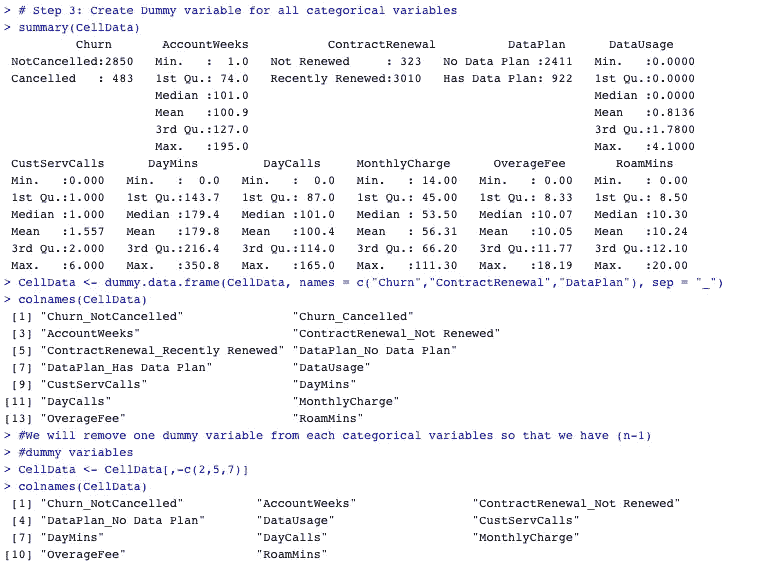 > # Step 3: Create Dummy variable for all categorical variables
> summary(CellData)
          Churn       AccountWeeks            ContractRenewal           DataPlan      DataUsage
 NotCancelled:2850   Min.   :  1.0   Not Renewed     : 323   No Data Plan :2411   Min.   :0.0000
 Cancelled   : 483   1st Qu.: 74.0   Recently Renewed:3010   Has Data Plan: 922   1st Qu.:0.0000
                     Median :101.0                                                Median :0.0000
                     Mean   :100.9                                                Mean   :0.8136
                     3rd Qu.:127.0                                                3rd Qu.:1.7800
                     Max.   :195.0                                                Max.   :4.1000
 CustServCalls      DayMins         DayCalls     MonthlyCharge      OverageFee       RoamMins
 Min.   :0.000   Min.   :  0.0   Min.   :  0.0   Min.   : 14.00   Min.   : 0.00   Min.   : 0.00
 1st Qu.:1.000   1st Qu.:143.7   1st Qu.: 87.0   1st Qu.: 45.00   1st Qu.: 8.33   1st Qu.: 8.50
 Median :1.000   Median :179.4   Median :101.0   Median : 53.50   Median :10.07   Median :10.30
 Mean   :1.557   Mean   :179.8   Mean   :100.4   Mean   : 56.31   Mean   :10.05   Mean   :10.24
 3rd Qu.:2.000   3rd Qu.:216.4   3rd Qu.:114.0   3rd Qu.: 66.20   3rd Qu.:11.77   3rd Qu.:12.10
 Max.   :6.000   Max.   :350.8   Max.   :165.0   Max.   :111.30   Max.   :18.19   Max.   :20.00
> CellData <- dummy.data.frame(CellData, names = c("Churn","ContractRenewal","DataPlan"), sep = "_")
> colnames(CellData)
 [1] "Churn_NotCancelled"               "Churn_Cancelled"
 [3] "AccountWeeks"                     "ContractRenewal_Not Renewed"
 [5] "ContractRenewal_Recently Renewed" "DataPlan_No Data Plan"
 [7] "DataPlan_Has Data Plan"           "DataUsage"
 [9] "CustServCalls"                    "DayMins"
[11] "DayCalls"                         "MonthlyCharge"
[13] "OverageFee"                       "RoamMins"
> #We will remove one dummy variable from each categorical variables so that we have (n-1)
> #dummy variables
> CellData <- CellData[,-c(2,5,7)]
> colnames(CellData)
 [1] "Churn_NotCancelled"          "AccountWeeks"                "ContractRenewal_Not Renewed"
 [4] "DataPlan_No Data Plan"       "DataUsage"                   "CustServCalls"
 [7] "DayMins"                     "DayCalls"                    "MonthlyCharge"
[10] "OverageFee"                  "RoamMins"